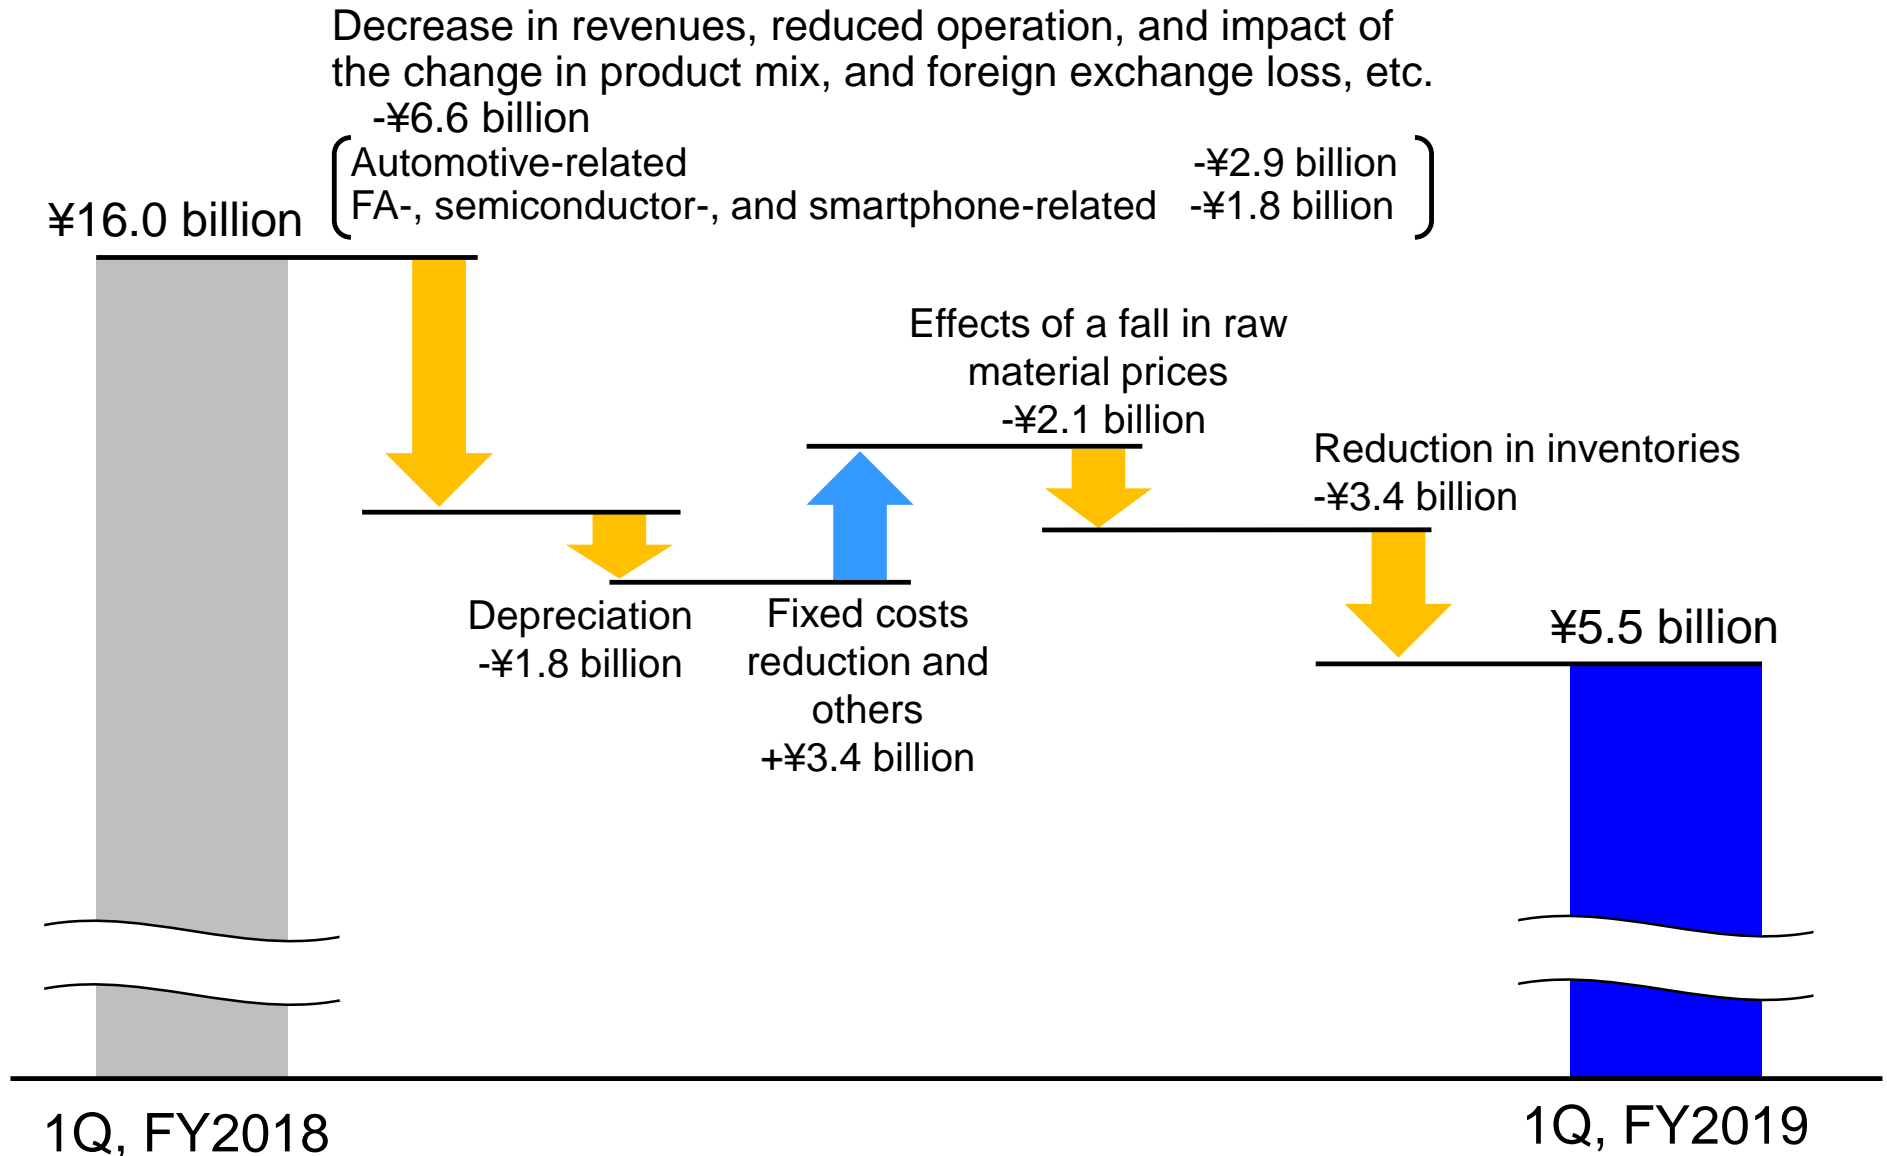 Decrease in revenues, reduced operation, and impact of
the change in product mix, and foreign exchange loss, etc.
-¥6.6 billion
Automotive-related -¥2.9 billion
FA-, semiconductor-, and smartphone-related -¥1.8 billion
¥16.0 billion
Effects of a fall in raw
material prices
-¥2.1 billion
Reduction in inventories
-¥3.4 billion
Depreciation
-¥1.8 billion
Fixed costs
reduction and
others
+¥3.4 billion
¥5.5 billion
1Q, FY2018
1Q, FY2019